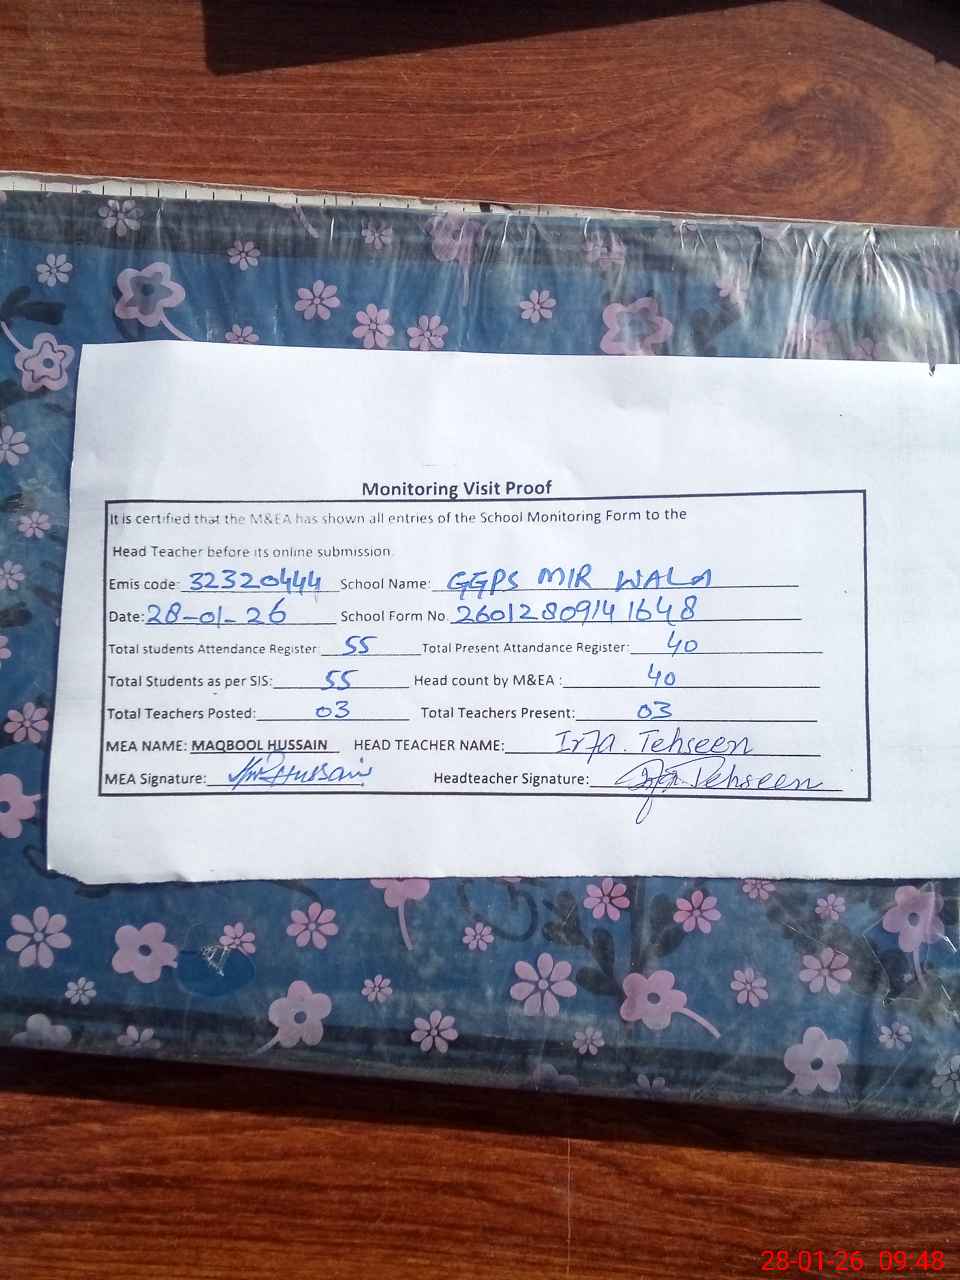 Monitoring Visit Proof
It is certified that the M&EA has shown all entries of the School Monitoring Form to the
Head Teacher before its online submission.
Emis code: 32320444 School Name: GGPS MIR WALA
Date: 28-01-26 School Form No. 26012809141648
Total students Attendance Register 55 Total Present Attandance Register: 40
Total Students as per SIS: 55 Head count by M&EA : 40
Total Teachers Posted: 03 Total Teachers Present: 03
MEA NAME: MAQBOOL HUSSAIN HEAD TEACHER NAME: Irfa. Tehseen
MEA Signature: Hussain Headteacher Signature: Irfa. Tehseen
28-01-26 09:48